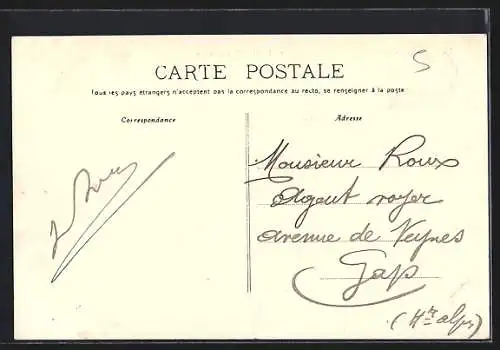 5
CARTE POSTALE
Tous les pays étrangers n'acceptent pas la correspondance au recto, se renseigner à la poste
Correspondance
Adresse
Monsieur Roux
Agent voyer
avenue de Veynes
Gap
(Htes alpes)